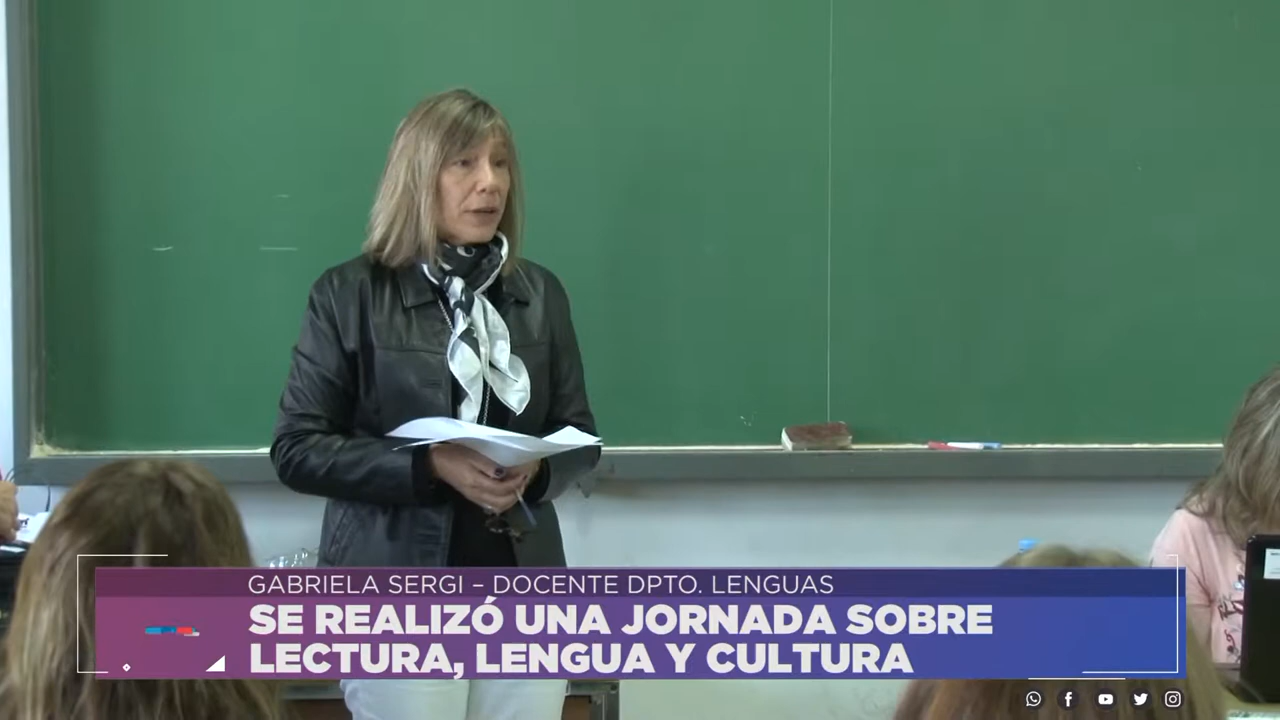 GABRIELA SERGI – DOCENTE DPTO. LENGUAS
SE REALIZÓ UNA JORNADA SOBRE
LECTURA, LENGUA Y CULTURA